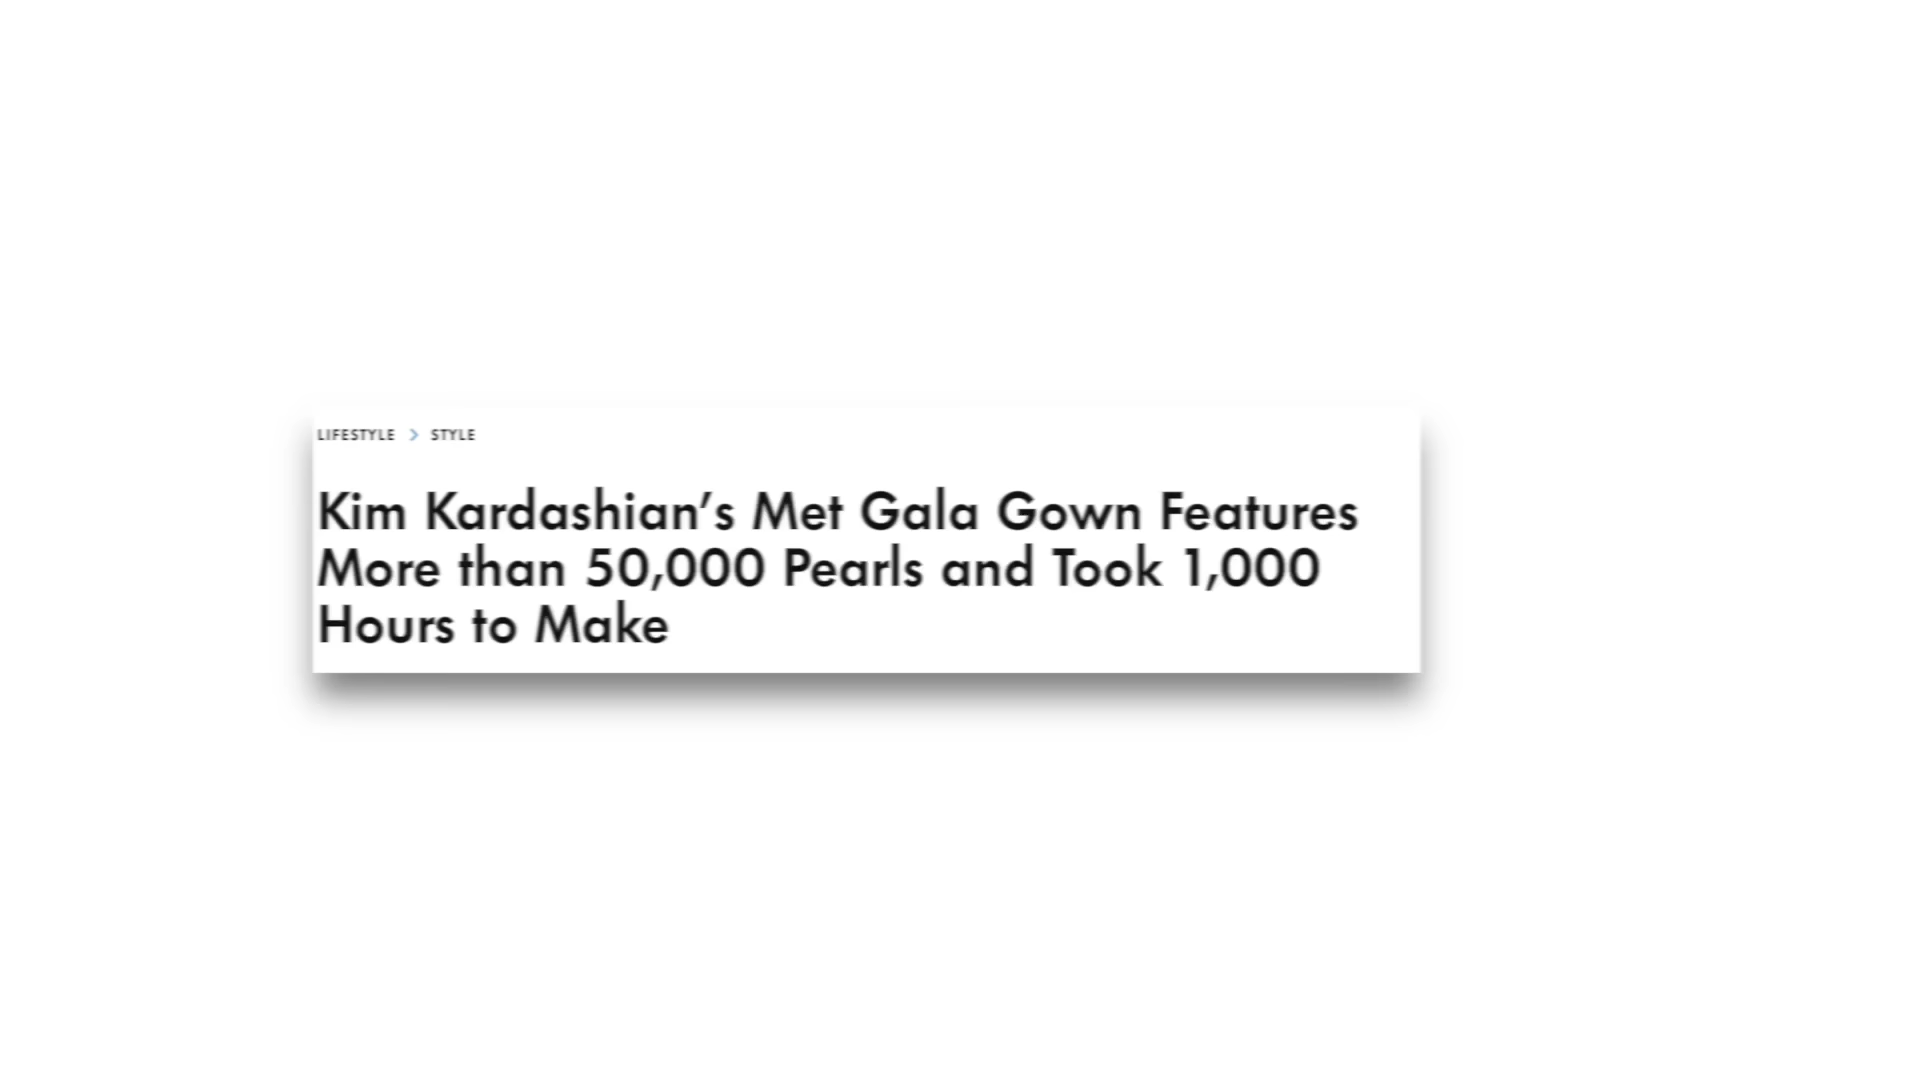 LIFESTYLE > STYLE
Kim Kardashian’s Met Gala Gown Features
More than 50,000 Pearls and Took 1,000
Hours to Make